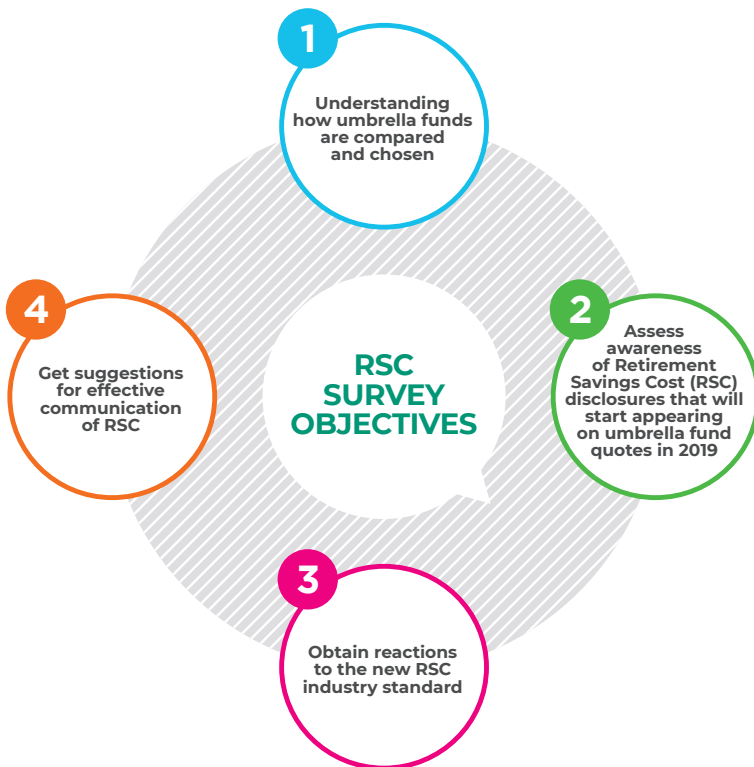 1
Understanding
how umbrella funds
are compared
and chosen
2
Assess
awareness
of Retirement
Savings Cost (RSC)
disclosures that will
start appearing
on umbrella fund
quotes in 2019
3
Obtain reactions
to the new RSC
industry standard
4
Get suggestions
for effective
communication
of RSC
RSC
SURVEY
OBJECTIVES